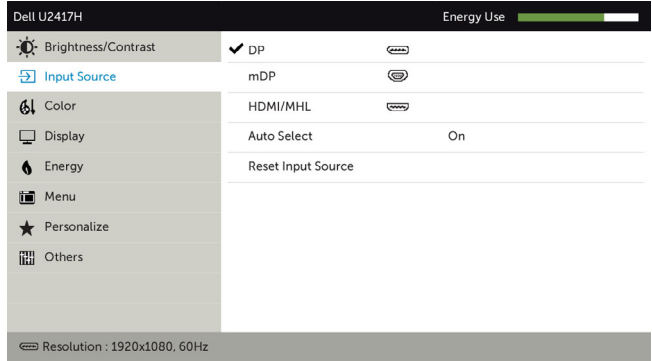 Dell U2417H Energy Use
Brightness/Contrast
Input Source
Color
Display
Energy
Menu
Personalize
Others
DP
mDP
HDMI/MHL
Auto Select On
Reset Input Source
Resolution : 1920x1080, 60Hz